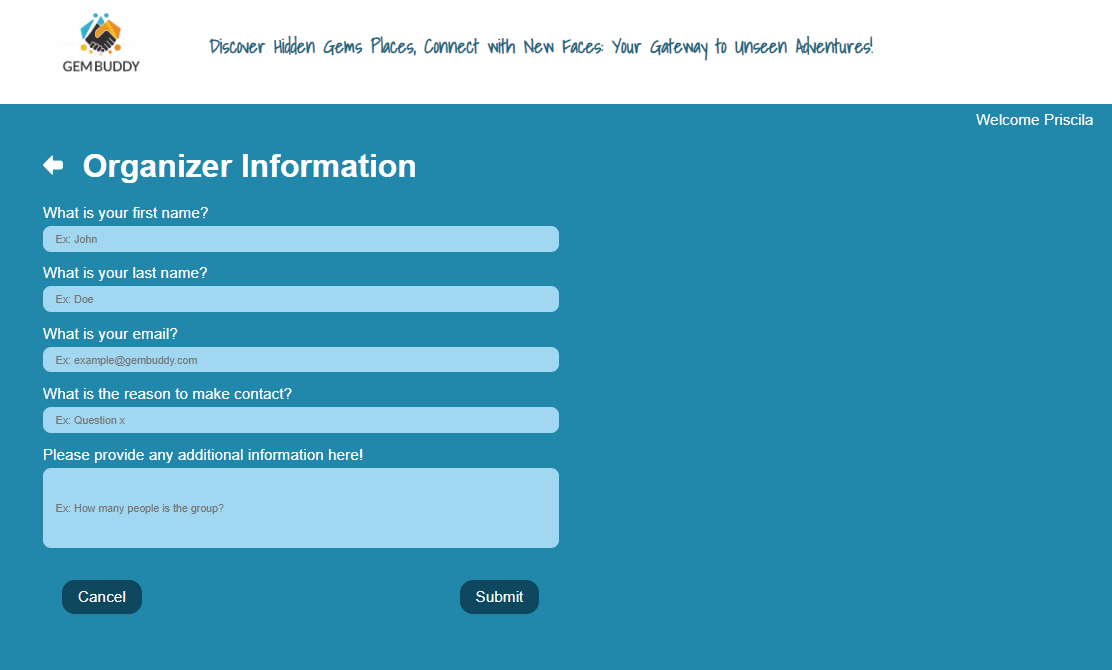 Discover Hidden Gems Places, Connect with New Faces: Your Gateway to Unseen Adventures!
GEM BUDDY
Welcome Priscila
Organizer Information
What is your first name?
Ex: John
What is your last name?
Ex: Doe
What is your email?
Ex: example@gembuddy.com
What is the reason to make contact?
Ex: Question x
Please provide any additional information here!
Ex: How many people is the group?
Cancel
Submit